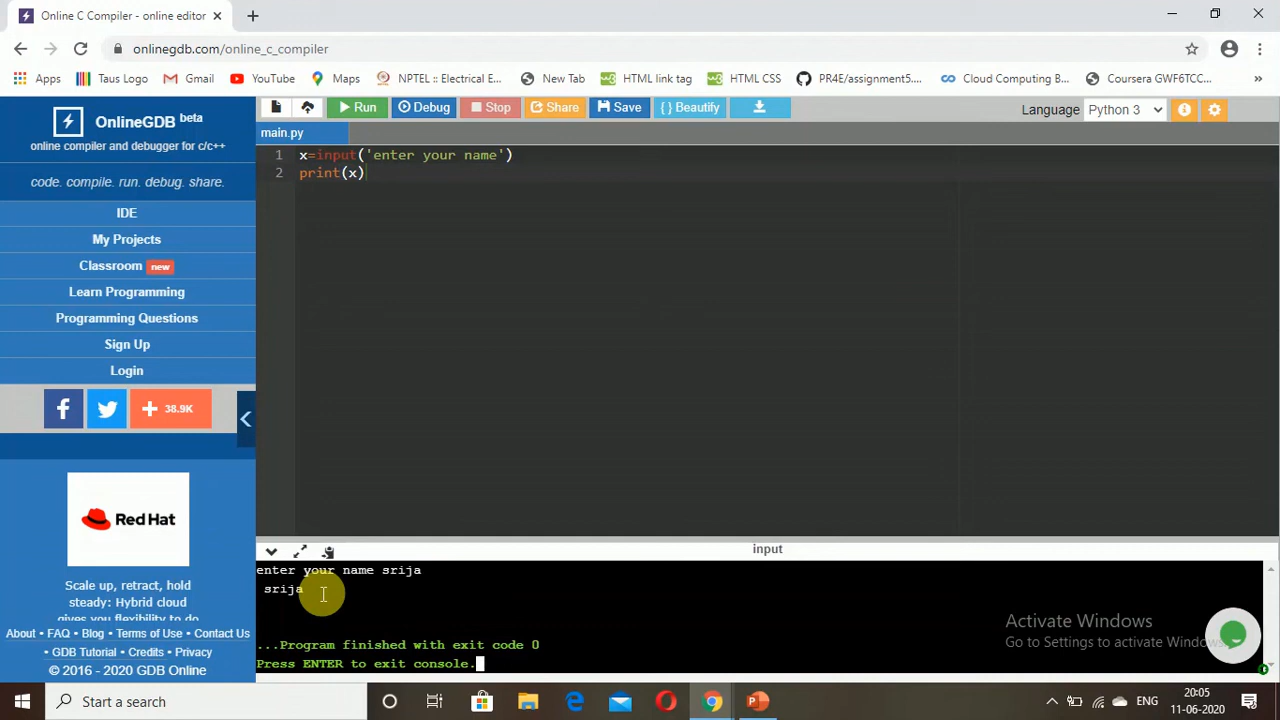 Online C Compiler - online editor
onlinegdb.com/online_c_compiler
Apps Taus Logo Gmail YouTube Maps NPTEL :: Electrical E... New Tab HTML link tag HTML CSS PR4E/assignment5.... Cloud Computing B... Coursera GWF6TCC... »
OnlineGDB beta
online compiler and debugger for c/c++
code. compile. run. debug. share.
IDE
My Projects
Classroom new
Learn Programming
Programming Questions
Sign Up
Login
f + 38.9K
Red Hat
Scale up, retract, hold
steady: Hybrid cloud
gives you flexibility to do
About • FAQ • Blog • Terms of Use • Contact Us
• GDB Tutorial • Credits • Privacy
© 2016 - 2020 GDB Online
Run Debug Stop Share Save { } Beautify Language Python 3
main.py
1 x=input('enter your name')
2 print(x)
input
enter your name srija
srija
...Program finished with exit code 0
Press ENTER to exit console.
Activate Windows
Go to Settings to activate Windows.
Start a search
ENG
20:05
11-06-2020